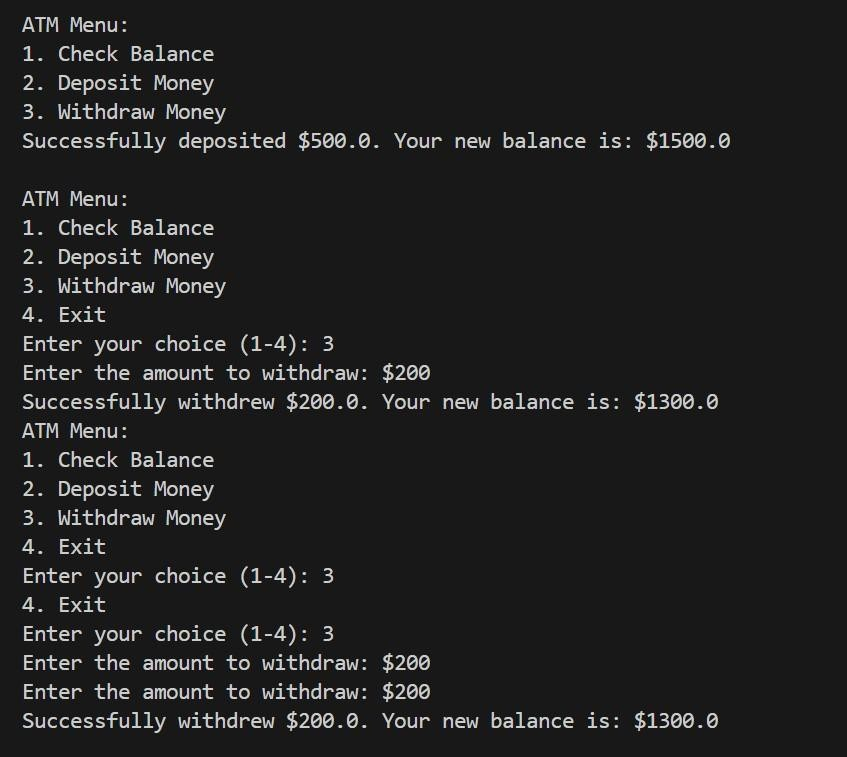 ATM Menu:
1. Check Balance
2. Deposit Money
3. Withdraw Money
Successfully deposited $500.0. Your new balance is: $1500.0
ATM Menu:
1. Check Balance
2. Deposit Money
3. Withdraw Money
4. Exit
Enter your choice (1-4): 3
Enter the amount to withdraw: $200
Successfully withdrew $200.0. Your new balance is: $1300.0
ATM Menu:
1. Check Balance
2. Deposit Money
3. Withdraw Money
4. Exit
Enter your choice (1-4): 3
4. Exit
Enter your choice (1-4): 3
Enter the amount to withdraw: $200
Enter the amount to withdraw: $200
Successfully withdrew $200.0. Your new balance is: $1300.0